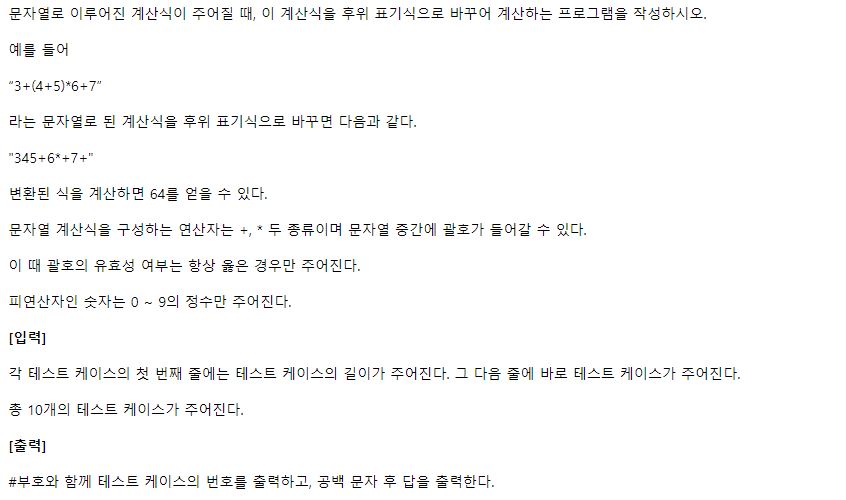 문자열로 이루어진 계산식이 주어질 때, 이 계산식을 후위 표기식으로 바꾸어 계산하는 프로그램을 작성하시오.
예를 들어
“3+(4+5)*6+7”
라는 문자열로 된 계산식을 후위 표기식으로 바꾸면 다음과 같다.
"345+6*+7+"
변환된 식을 계산하면 64를 얻을 수 있다.
문자열 계산식을 구성하는 연산자는 +, * 두 종류이며 문자열 중간에 괄호가 들어갈 수 있다.
이 때 괄호의 유효성 여부는 항상 옳은 경우만 주어진다.
피연산자인 숫자는 0 ~ 9의 정수만 주어진다.
[입력]
각 테스트 케이스의 첫 번째 줄에는 테스트 케이스의 길이가 주어진다. 그 다음 줄에 바로 테스트 케이스가 주어진다.
총 10개의 테스트 케이스가 주어진다.
[출력]
#부호와 함께 테스트 케이스의 번호를 출력하고, 공백 문자 후 답을 출력한다.